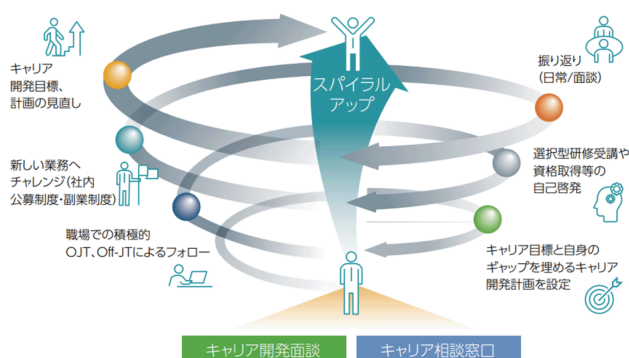 キャリア
開発目標、
計画の見直し
スパイラル
アップ
振り返り
(日常/面談)
新しい業務へ
チャレンジ(社内
公募制度・副業制度)
選択型研修受講や
資格取得等の
自己啓発
職場での積極的
OJT、Off-JTによるフォロー
キャリア目標と自身の
ギャップを埋めるキャリア
開発計画を設定
キャリア開発面談
キャリア相談窓口